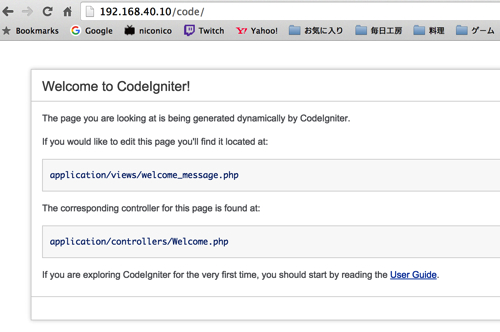 192.168.40.10/code/
Bookmarks Google niconico Twitch Yahoo! お気に入り 毎日工房 料理 ゲーム
Welcome to CodeIgniter!
The page you are looking at is being generated dynamically by CodeIgniter.
If you would like to edit this page you'll find it located at:
application/views/welcome_message.php
The corresponding controller for this page is found at:
application/controllers/Welcome.php
If you are exploring CodeIgniter for the very first time, you should start by reading the User Guide.